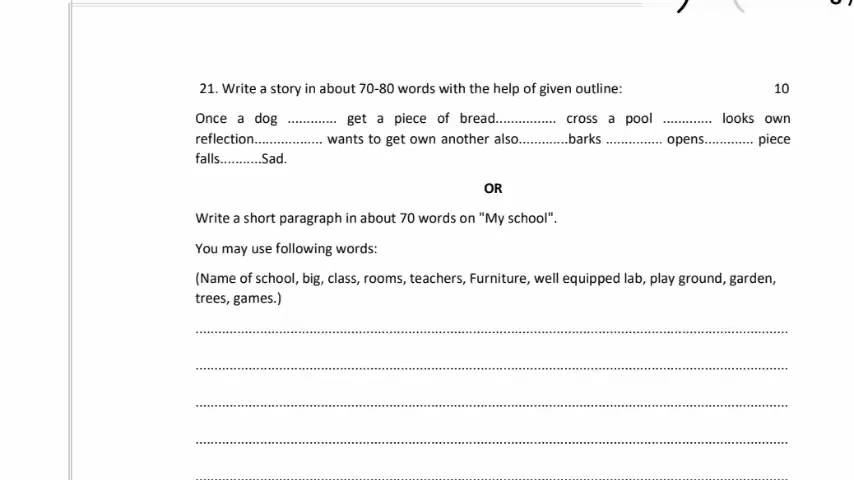 21. Write a story in about 70-80 words with the help of given outline: 10
Once a dog ............. get a piece of bread................ cross a pool ............. looks own
reflection.................. wants to get own another also.............barks ............... opens............. piece
falls...........Sad.
OR
Write a short paragraph in about 70 words on "My school".
You may use following words:
(Name of school, big, class, rooms, teachers, Furniture, well equipped lab, play ground, garden,
trees, games.)